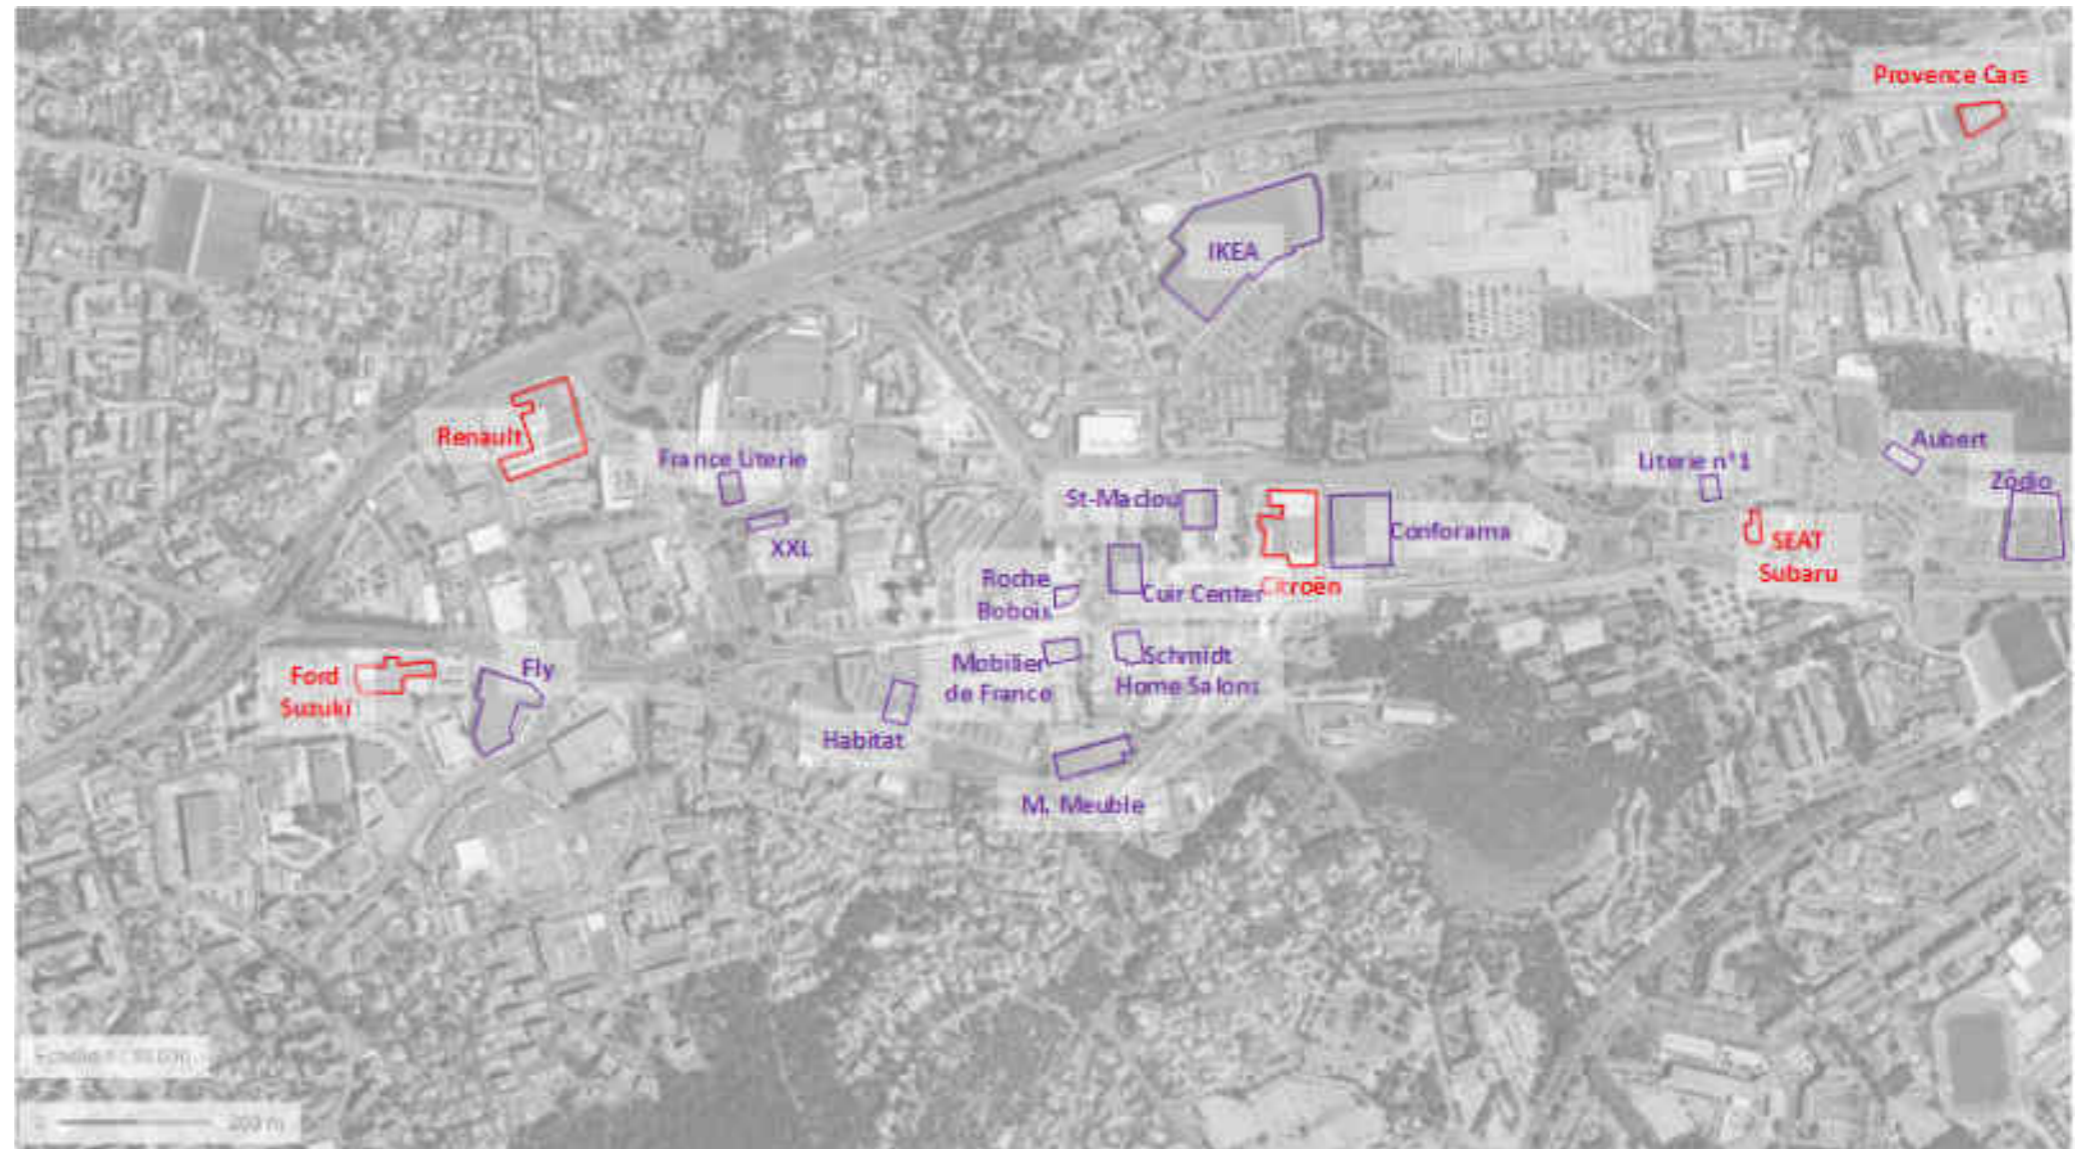 Provence Cars
IKEA
Renault
France Literie
XXL
St-Maclou
Conforama
Literie n°1
Aubert
Zôdio
SEAT
Subaru
Roche
Bobois
Cuir Center
Citroën
Ford
Suzuki
Fly
Mobilier
de France
Schmidt
Home Salons
Habitat
M. Meuble
200 m